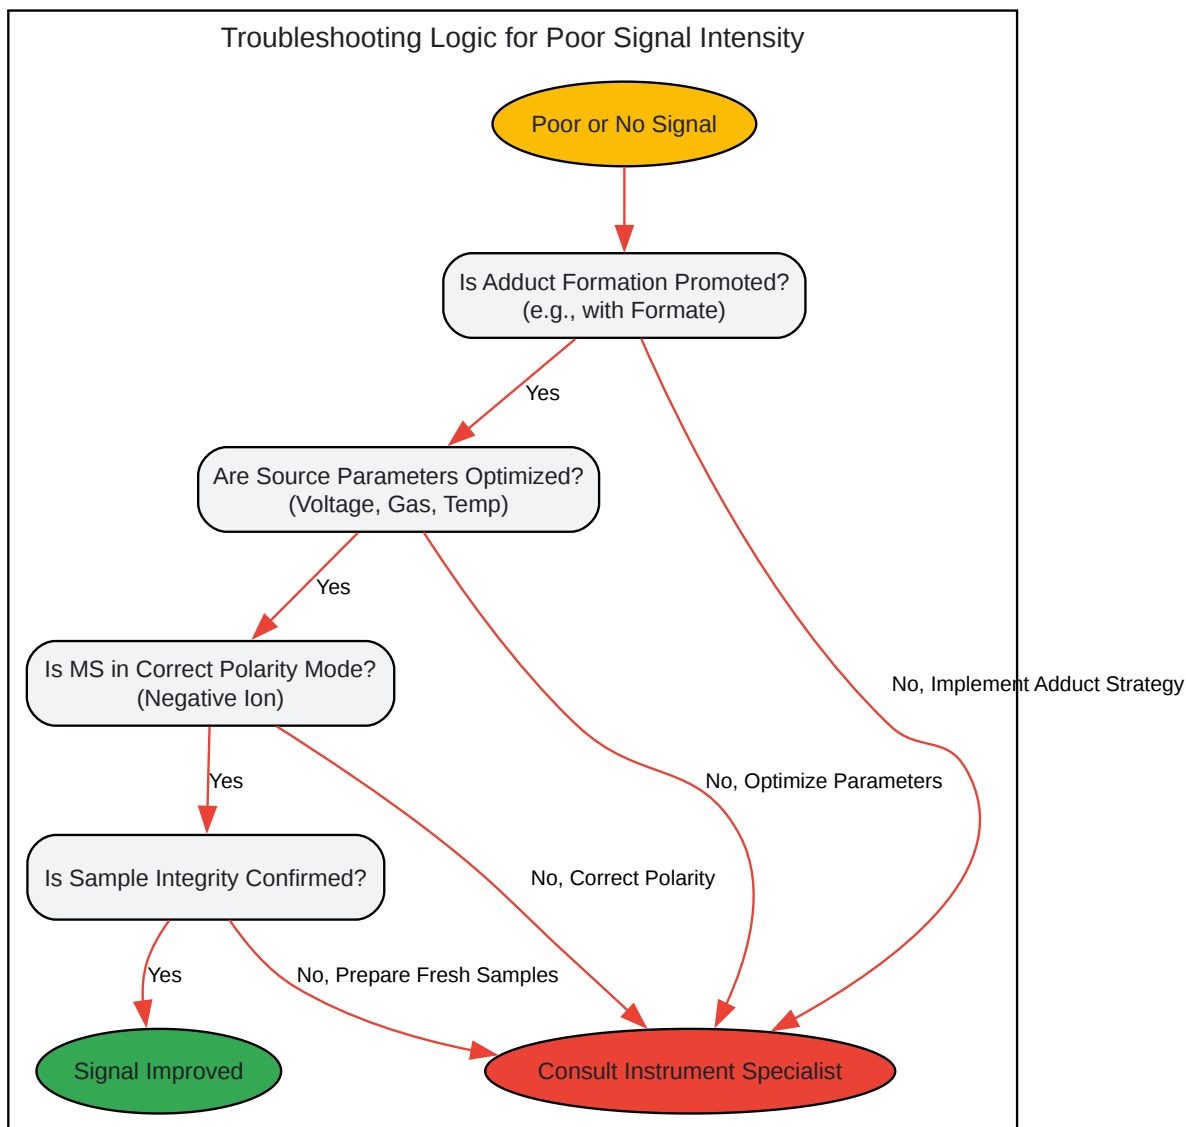 Troubleshooting Logic for Poor Signal Intensity
Poor or No Signal
Is Adduct Formation Promoted?
(e.g., with Formate)
Yes
Are Source Parameters Optimized?
(Voltage, Gas, Temp)
Yes
Is MS in Correct Polarity Mode?
(Negative Ion)
No, Implement Adduct Strategy
Yes
No, Optimize Parameters
Is Sample Integrity Confirmed?
No, Correct Polarity
Yes
No, Prepare Fresh Samples
Signal Improved
Consult Instrument Specialist